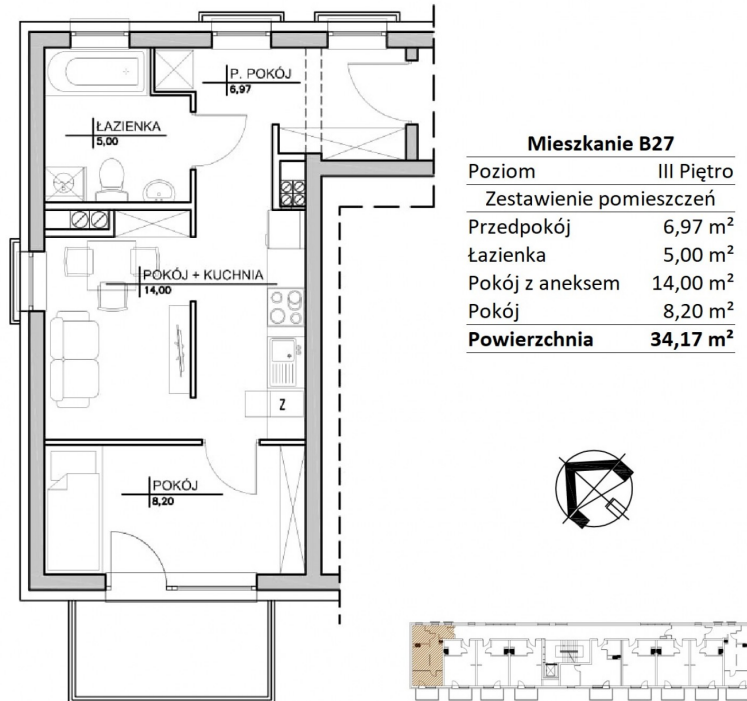 P. POKÓJ
6,97
ŁAZIENKA
5,00
POKÓJ + KUCHNIA
14,00
Z
POKÓJ
8,20
Mieszkanie B27
Poziom III Piętro
Zestawienie pomieszczeń
Przedpokój 6,97 m²
Łazienka 5,00 m²
Pokój z aneksem 14,00 m²
Pokój 8,20 m²
Powierzchnia 34,17 m²